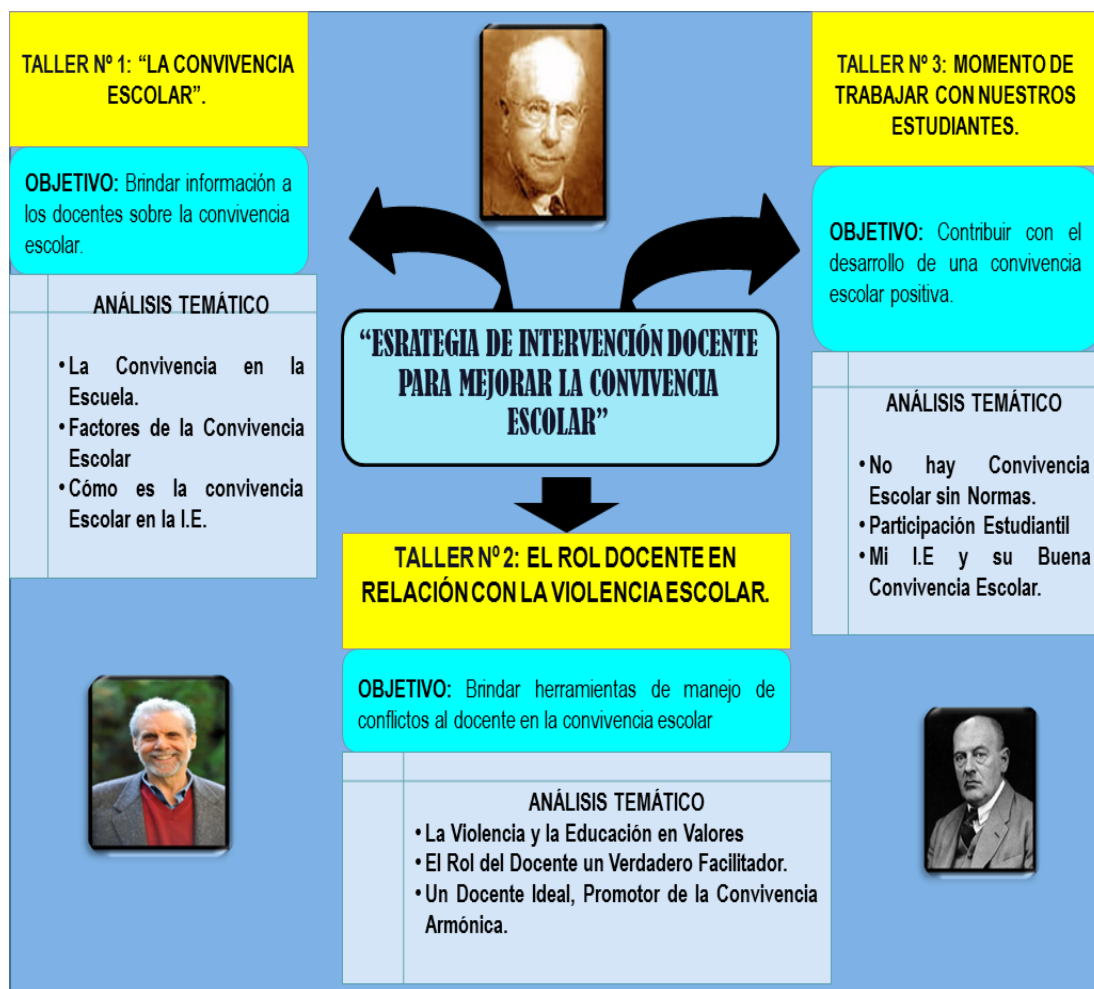 TALLER Nº 1: “LA CONVIVENCIA
ESCOLAR”.
OBJETIVO: Brindar información a
los docentes sobre la convivencia
escolar.
ANÁLISIS TEMÁTICO
• La Convivencia en la
Escuela.
• Factores de la Convivencia
Escolar
• Cómo es la convivencia
Escolar en la I.E.
“ESRATEGIA DE INTERVENCIÓN DOCENTE
PARA MEJORAR LA CONVIVENCIA
ESCOLAR”
TALLER Nº 2: EL ROL DOCENTE EN
RELACIÓN CON LA VIOLENCIA ESCOLAR.
OBJETIVO: Brindar herramientas de manejo de
conflictos al docente en la convivencia escolar
ANÁLISIS TEMÁTICO
• La Violencia y la Educación en Valores
• El Rol del Docente un Verdadero Facilitador.
• Un Docente Ideal, Promotor de la Convivencia
Armónica.
TALLER Nº 3: MOMENTO DE
TRABAJAR CON NUESTROS
ESTUDIANTES.
OBJETIVO: Contribuir con el
desarrollo de una convivencia
escolar positiva.
ANÁLISIS TEMÁTICO
• No hay Convivencia
Escolar sin Normas.
• Participación Estudiantil
• Mi I.E y su Buena
Convivencia Escolar.